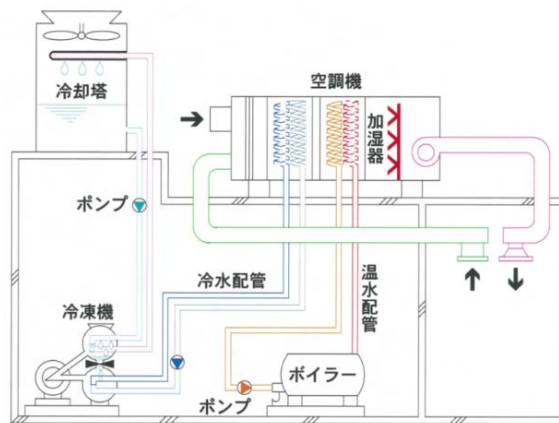 冷却塔
空調機
加湿器
ポンプ
冷水配管
温水配管
冷凍機
ボイラー
ポンプ